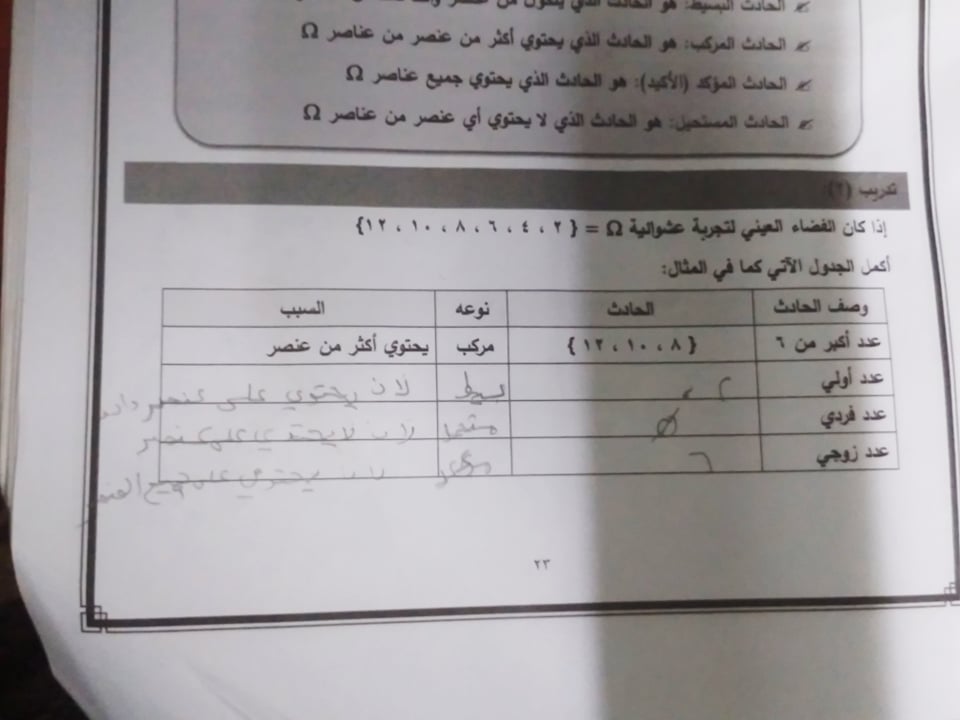 الحادث البسيط: هو الحادث الذي يتكون من عنصر
الحادث المركب: هو الحادث الذي يحتوي أكثر من عنصر من عناصر Ω
الحادث المؤكد (الأكيد): هو الحادث الذي يحتوي جميع عناصر Ω
الحادث المستحيل: هو الحادث الذي لا يحتوي أي عنصر من عناصر Ω
تدريب (٢):
إذا كان الفضاء العيني لتجربة عشوائية Ω = { ٢ ، ٤ ، ٦ ، ٨ ، ١٠ ، ١٢ }
أكمل الجدول الآتي كما في المثال:
وصف الحادث الحادث نوعه السبب
عدد أكبر من ٦ { ٨ ، ١٠ ، ١٢ } مركب يحتوي أكثر من عنصر
عدد أولي ٢ بسيط لان يحتوي على عنصر
عدد فردي Ø لان لا يحتوي على عنصر
عدد زوجي لان يحتوي على جميع العنصر
٢٣